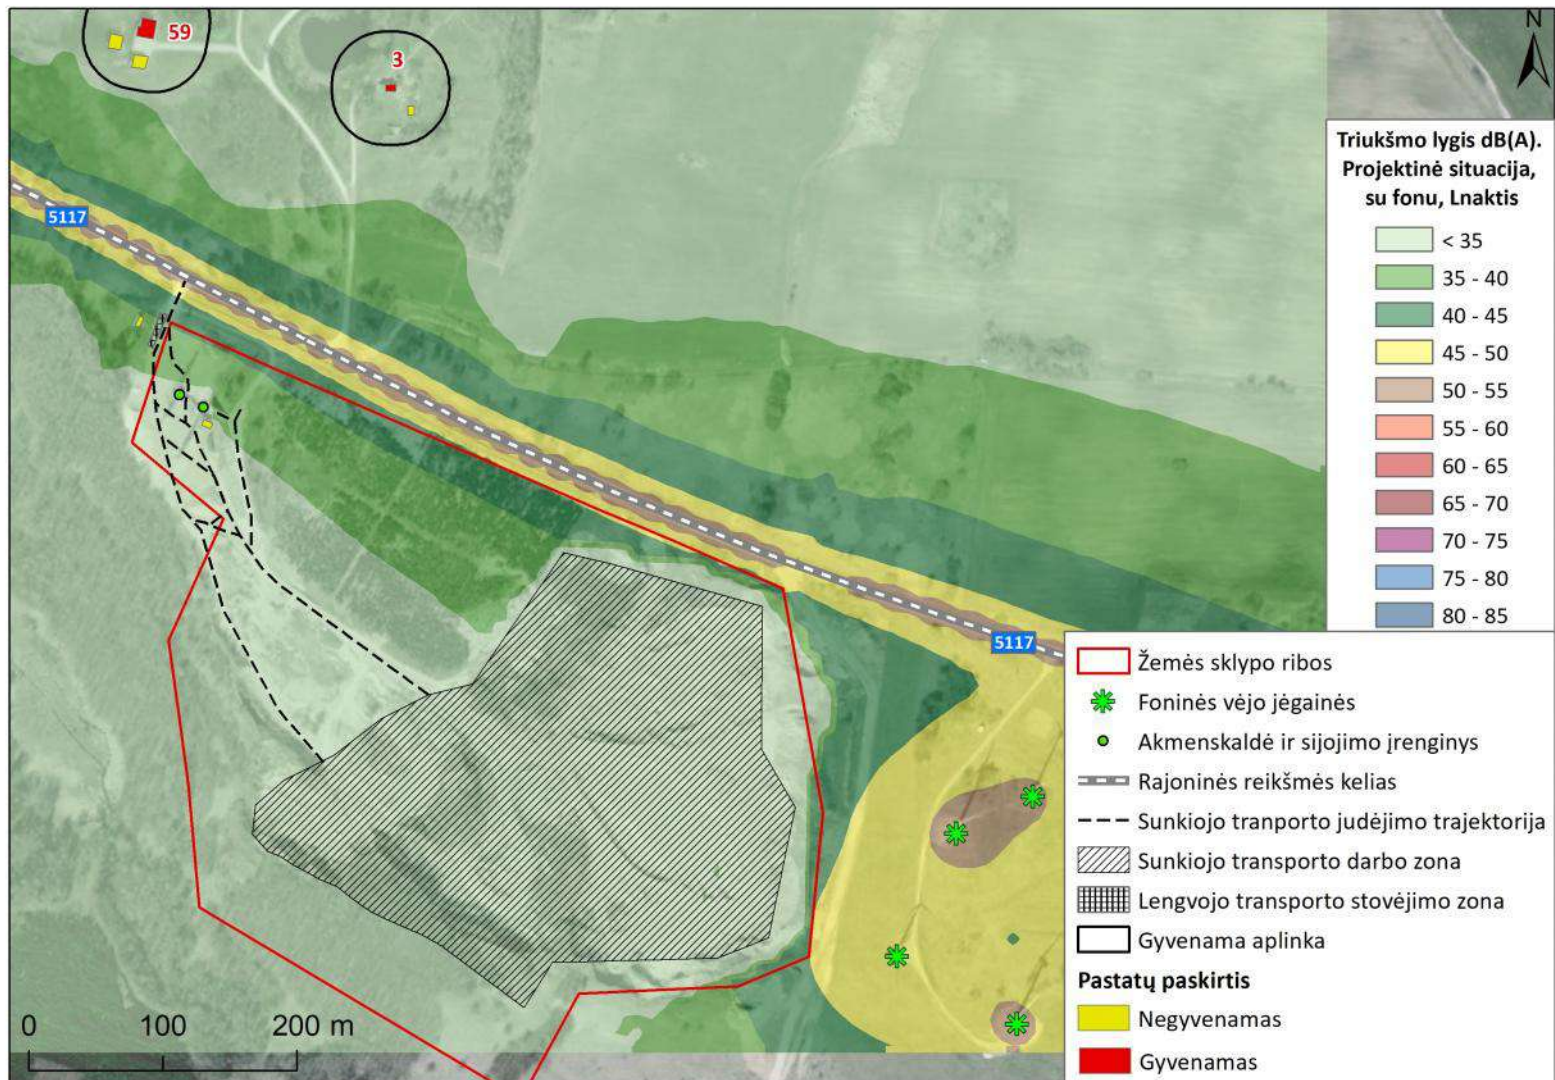 59
3
N
5117
5117
Triukšmo lygis dB(A).
Projektinė situacija,
su fonu, Lnaktis
< 35
35 - 40
40 - 45
45 - 50
50 - 55
55 - 60
60 - 65
65 - 70
70 - 75
75 - 80
80 - 85
Žemės sklypo ribos
Foninės vėjo jėgainės
Akmenskaldė ir sijojimo įrenginys
Rajoninės reikšmės kelias
Sunkiojo tranporto judėjimo trajektorija
Sunkiojo transporto darbo zona
Lengvojo transporto stovėjimo zona
Gyvenama aplinka
Pastatų paskirtis
Negyvenamas
Gyvenamas
0 100 200 m